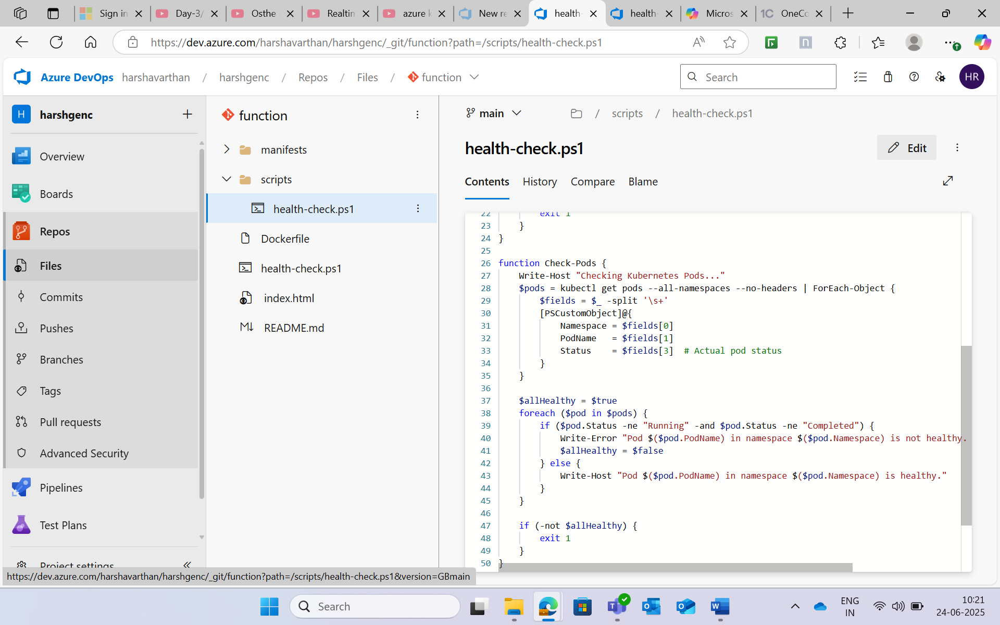 Sign in
Day-3/
Osthe
Realtim
azure k
New re
health-
health-
Micros
OneCo
https://dev.azure.com/harshavarthan/harshgenc/_git/function?path=/scripts/health-check.ps1
Azure DevOps harshavarthan / harshgenc / Repos / Files / function
Search
HR
H harshgenc
Overview
Boards
Repos
Files
Commits
Pushes
Branches
Tags
Pull requests
Advanced Security
Pipelines
Test Plans
Project settings
https://dev.azure.com/harshavarthan/harshgenc/_git/function?path=/scripts/health-check.ps1&version=GBmain
function
manifests
scripts
health-check.ps1
Dockerfile
health-check.ps1
index.html
README.md
main / scripts / health-check.ps1
health-check.ps1
Edit
Contents History Compare Blame
22 exit 1
23 }
24 }
25
26 function Check-Pods {
27 Write-Host "Checking Kubernetes Pods..."
28 $pods = kubectl get pods --all-namespaces --no-headers | ForEach-Object {
29 $fields = $_ -split '\s+'
30 [PSCustomObject]@{
31 Namespace = $fields[0]
32 PodName = $fields[1]
33 Status = $fields[3] # Actual pod status
34 }
35 }
36
37 $allHealthy = $true
38 foreach ($pod in $pods) {
39 if ($pod.Status -ne "Running" -and $pod.Status -ne "Completed") {
40 Write-Error "Pod $($pod.PodName) in namespace $($pod.Namespace) is not healthy.
41 $allHealthy = $false
42 } else {
43 Write-Host "Pod $($pod.PodName) in namespace $($pod.Namespace) is healthy."
44 }
45 }
46
47 if (-not $allHealthy) {
48 exit 1
49 }
50 }
Search
ENG
IN
10:21
24-06-2025